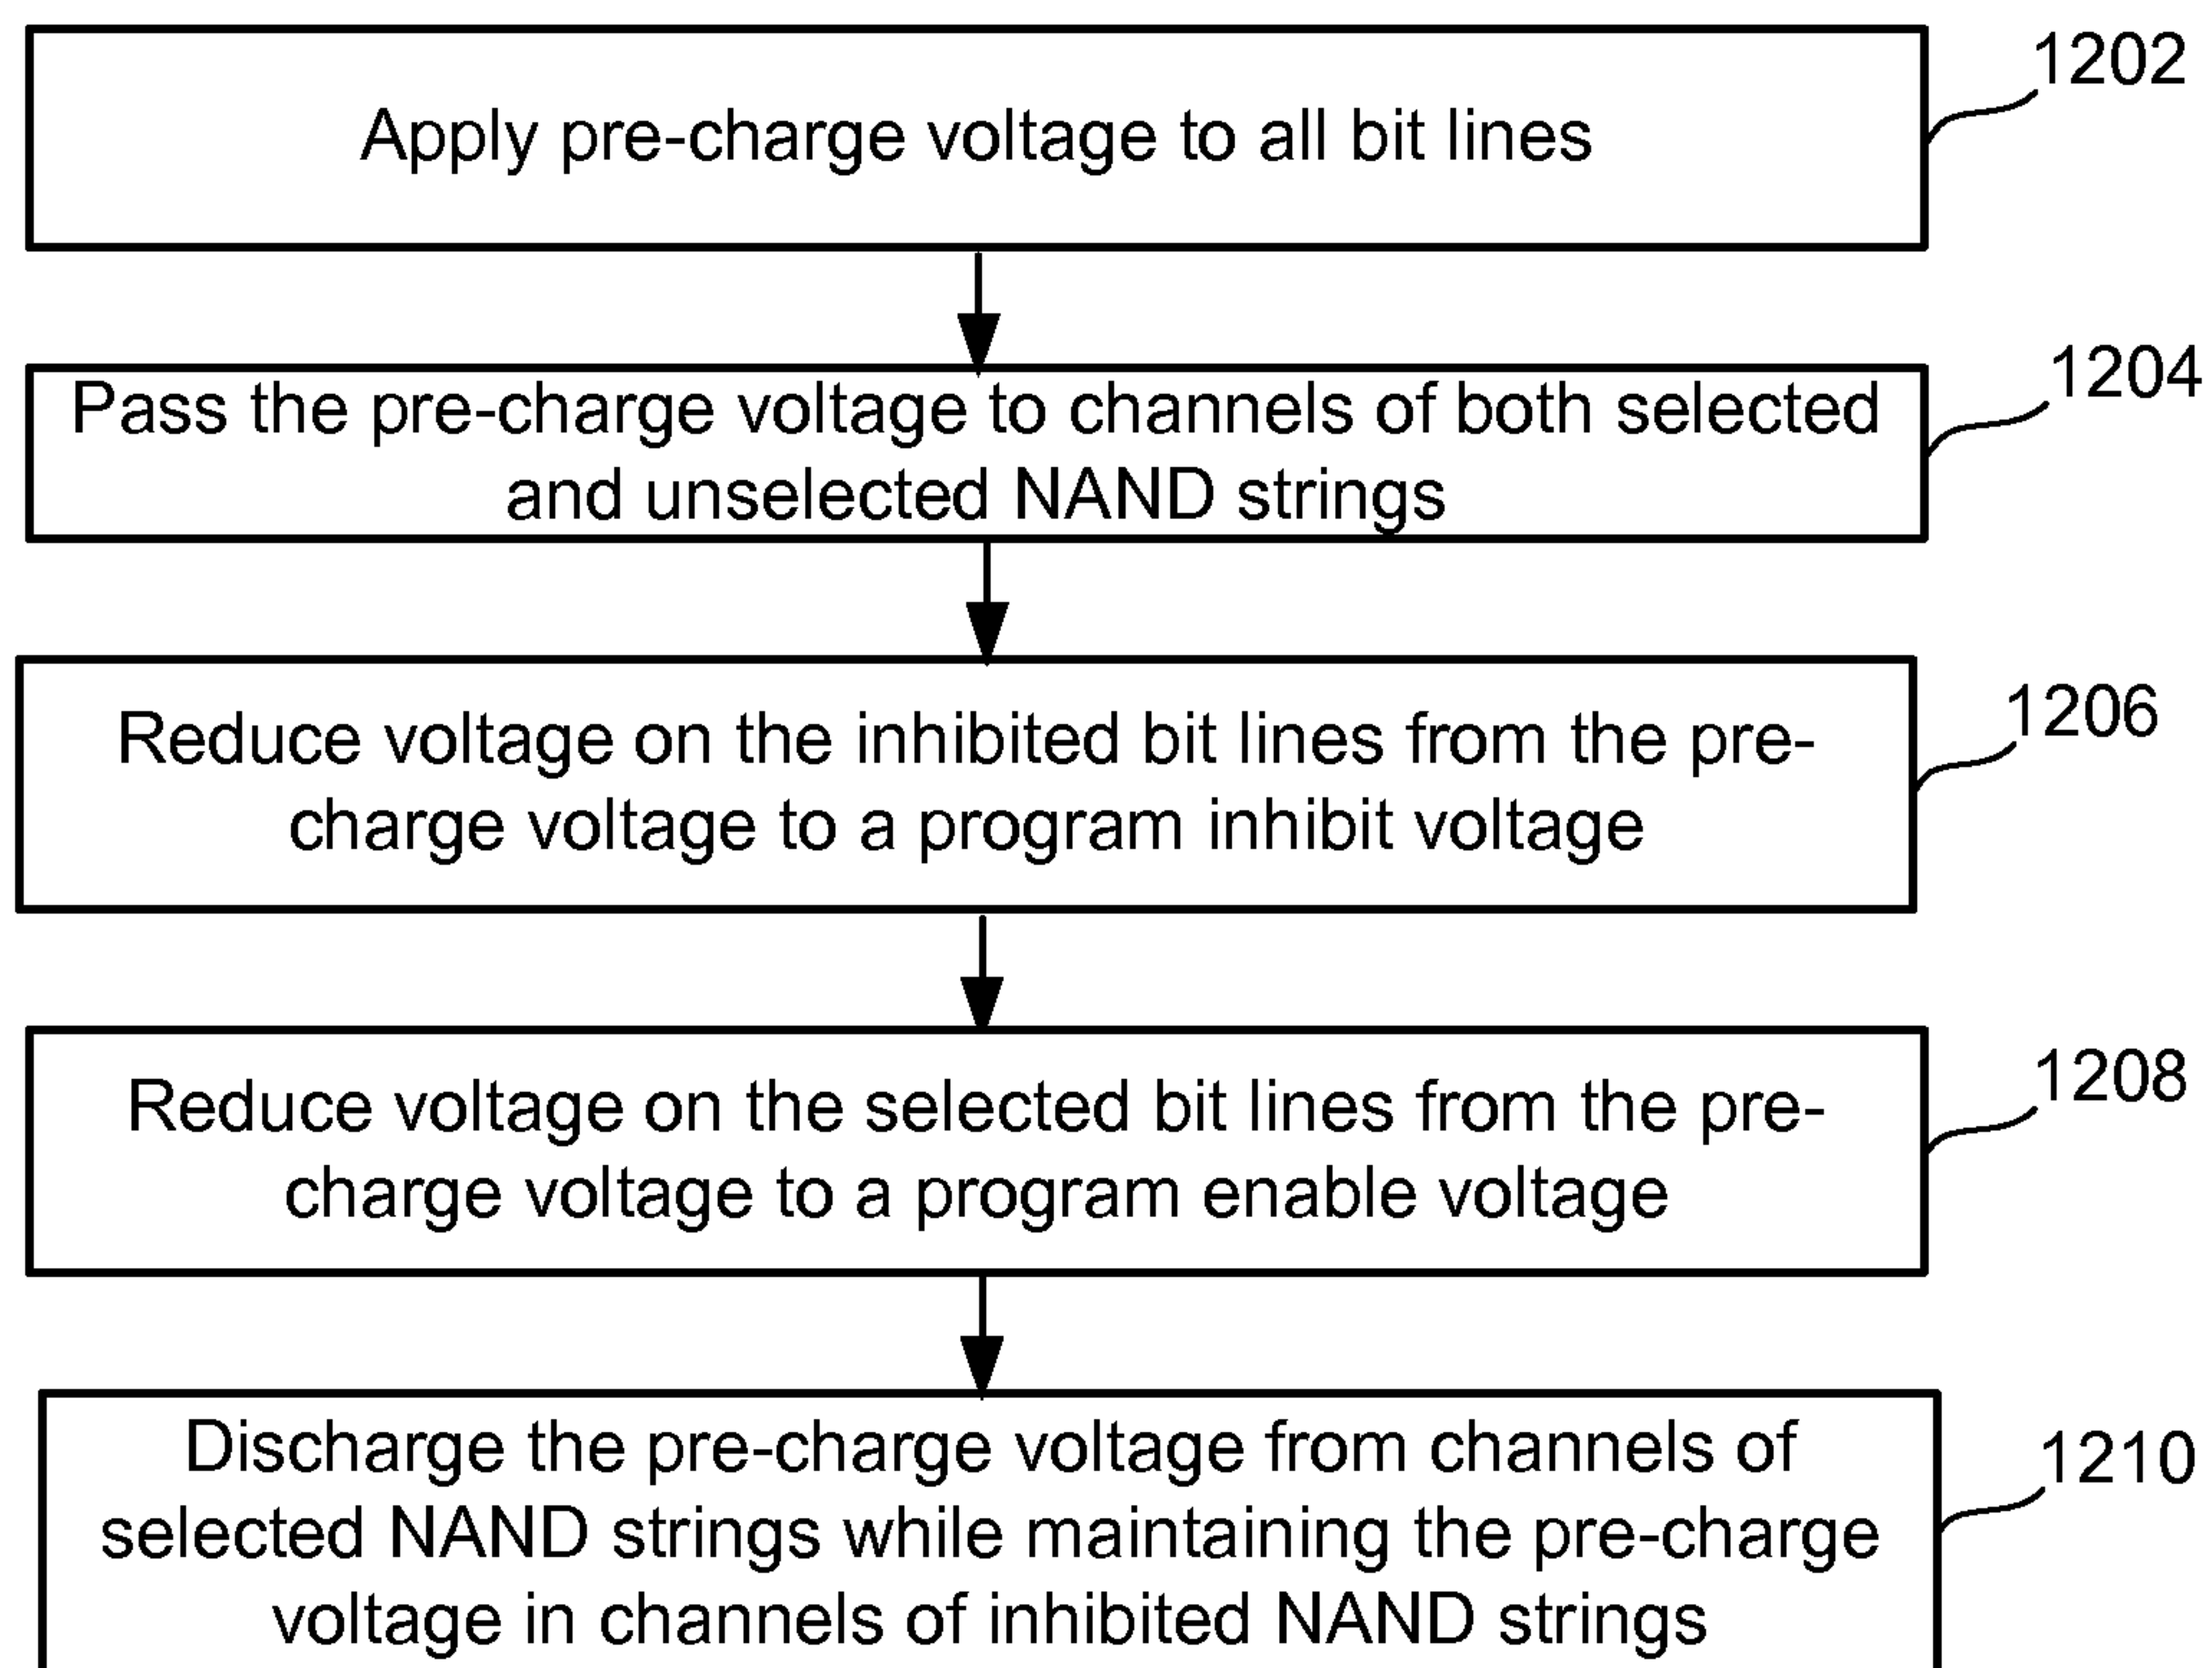 1202
Apply pre-charge voltage to all bit lines
1204
Pass the pre-charge voltage to channels of both selected
and unselected NAND strings
1206
Reduce voltage on the inhibited bit lines from the pre-
charge voltage to a program inhibit voltage
1208
Reduce voltage on the selected bit lines from the pre-
charge voltage to a program enable voltage
1210
Discharge the pre-charge voltage from channels of
selected NAND strings while maintaining the pre-charge
voltage in channels of inhibited NAND strings